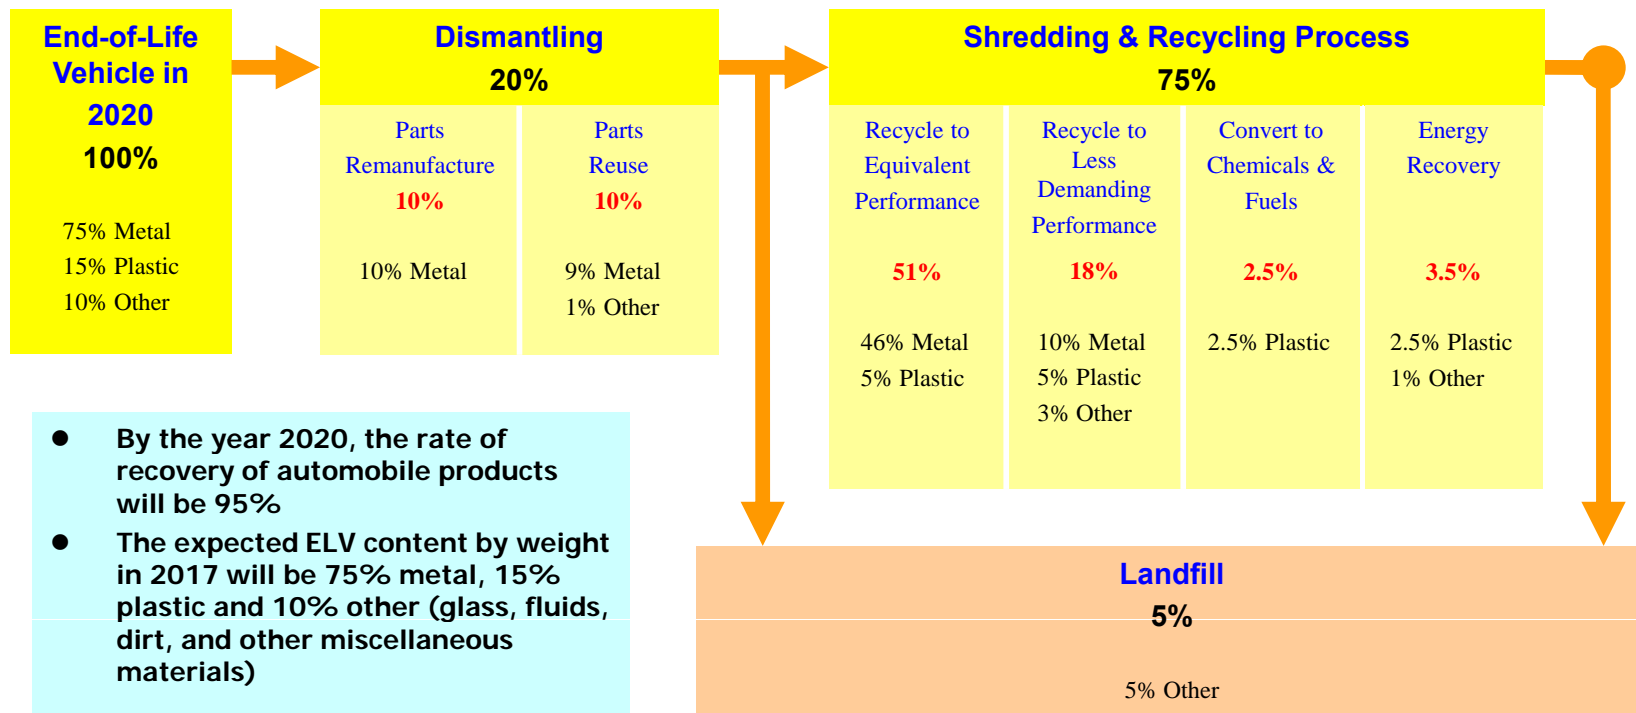 End-of-Life
Vehicle in
2020
100%
75% Metal
15% Plastic
10% Other
Dismantling
20%
Parts
Remanufacture
10%
10% Metal
Parts
Reuse
10%
9% Metal
1% Other
Shredding & Recycling Process
75%
Recycle to
Equivalent
Performance
51%
46% Metal
5% Plastic
Recycle to
Less
Demanding
Performance
18%
10% Metal
5% Plastic
3% Other
Convert to
Chemicals &
Fuels
2.5%
2.5% Plastic
Energy
Recovery
3.5%
2.5% Plastic
1% Other
● By the year 2020, the rate of
recovery of automobile products
will be 95%
● The expected ELV content by weight
in 2017 will be 75% metal, 15%
plastic and 10% other (glass, fluids,
dirt, and other miscellaneous
materials)
Landfill
5%
5% Other